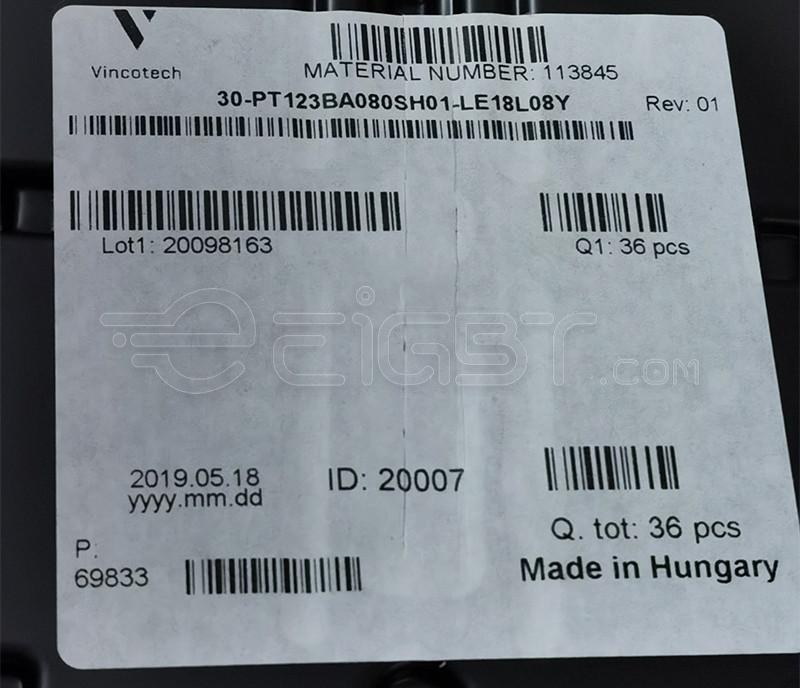 Vincotech
MATERIAL NUMBER: 113845
30-PT123BA080SH01-LE18L08Y
Rev: 01
Lot1: 20098163
Q1: 36 pcs
eZIGBT.COM
2019.05.18
yyyy.mm.dd
ID: 20007
Q. tot: 36 pcs
P:
69833
Made in Hungary